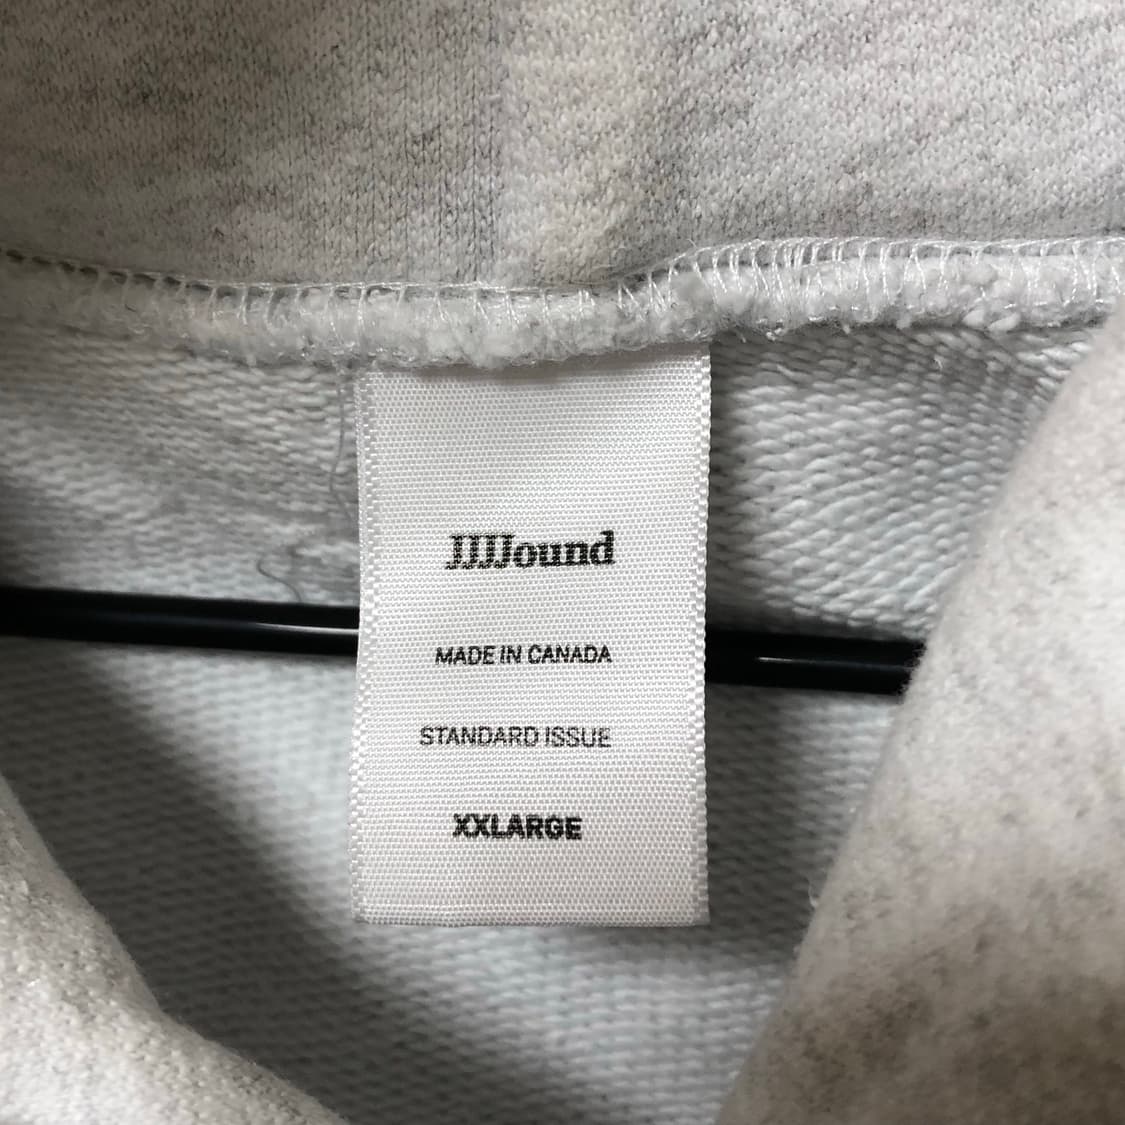 JJJJound
MADE IN CANADA
STANDARD ISSUE
XXLARGE